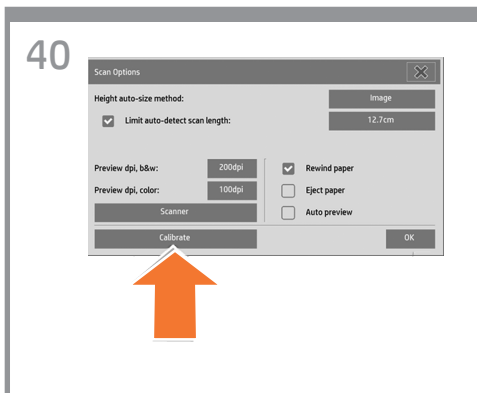 40
Scan Options
Height auto-size method:
Image
Limit auto-detect scan length:
12.7cm
Preview dpi, b&w:
200dpi
Rewind paper
Preview dpi, color:
100dpi
Eject paper
Scanner
Auto preview
Calibrate
OK